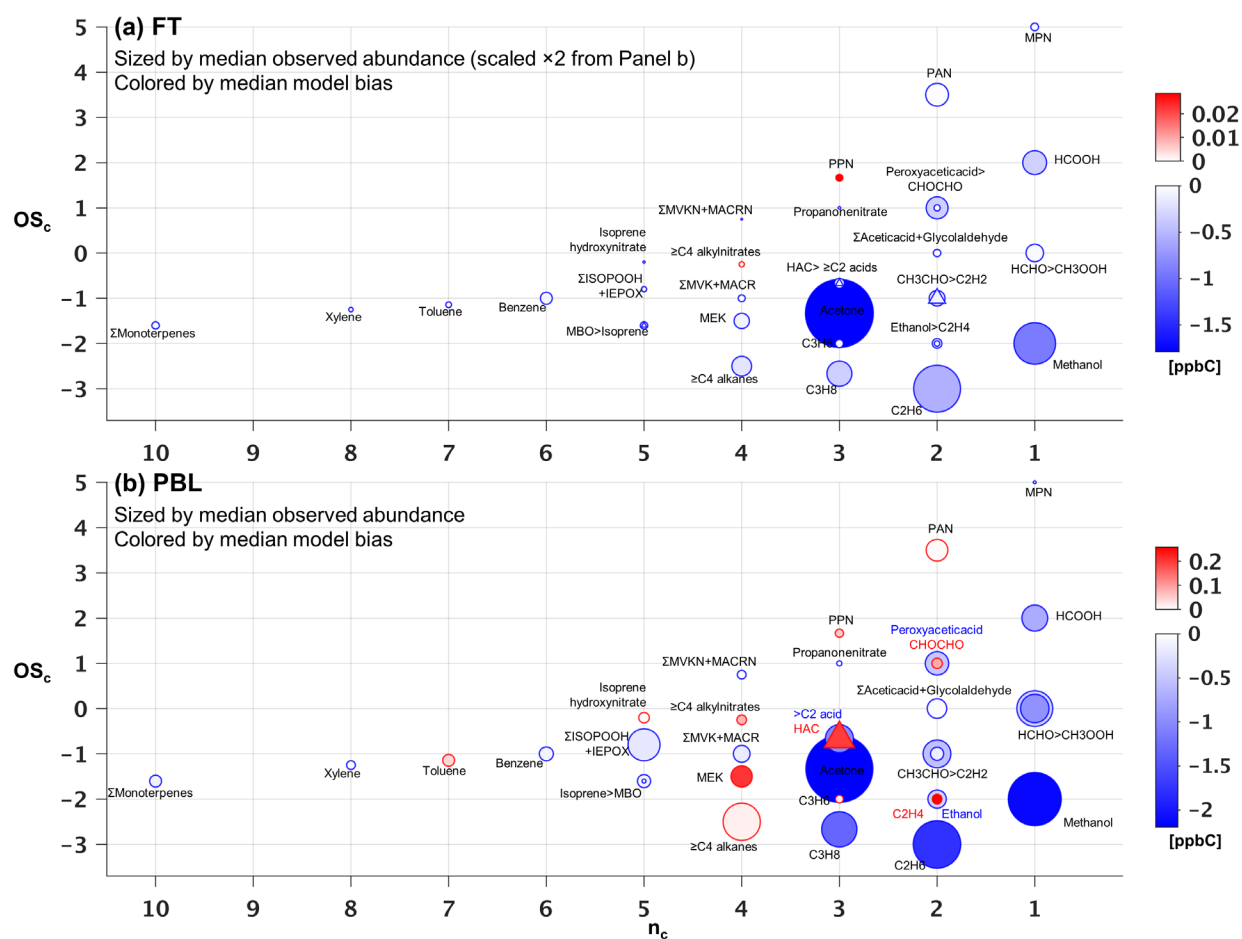 (a) FT
Sized by median observed abundance (scaled ×2 from Panel b)
Colored by median model bias
5
4
3
2
1
0
−1
−2
−3
OSc
MPN
PAN
HCOOH
PPN
Peroxyaceticacid>
CHOCHO
ΣMVKN+MACRN
Propanonenitrate
Isoprene
hydroxynitrate
≥C4 alkylnitrates
ΣAceticacid+Glycolaldehyde
HAC> ≥C2 acids
HCHO>CH3OOH
ΣISOPOOH
+IEPOX
ΣMVK+MACR
CH3CHO>C2H2
Benzene
Toluene
Xylene
ΣMonoterpenes
MBO>Isoprene
MEK
Acetone
Ethanol>C2H4
C3H6
Methanol
≥C4 alkanes
C3H8
C2H6
10 9 8 7 6 5 4 3 2 1
0.02
0.01
0
0
−0.5
−1
−1.5
[ppbC]
(b) PBL
Sized by median observed abundance
Colored by median model bias
5
4
3
2
1
0
−1
−2
−3
OSc
MPN
PAN
HCOOH
PPN
Peroxyaceticacid
CHOCHO
Propanonenitrate
ΣMVKN+MACRN
Isoprene
hydroxynitrate
≥C4 alkylnitrates
ΣAceticacid+Glycolaldehyde
>C2 acid
HAC
HCHO>CH3OOH
ΣISOPOOH
+IEPOX
ΣMVK+MACR
CH3CHO>C2H2
Benzene
Toluene
Xylene
ΣMonoterpenes
Isoprene>MBO
MEK
Acetone
C3H6
C2H4
Ethanol
Methanol
≥C4 alkanes
C3H8
C2H6
10 9 8 7 6 5 4 3 2 1
nc
0.2
0.1
0
0
−0.5
−1
−1.5
−2
[ppbC]